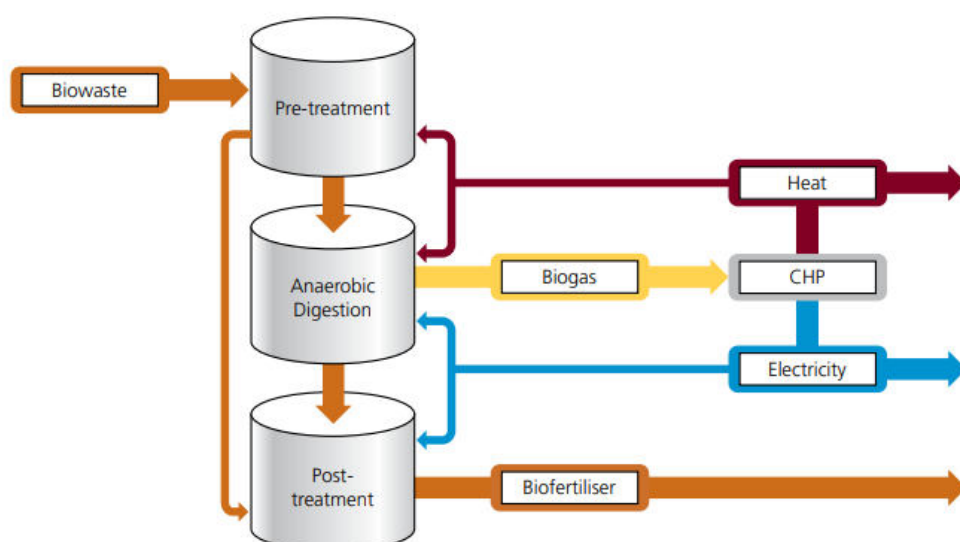 Biowaste
Pre-treatment
Heat
Anaerobic
Digestion
Biogas
CHP
Electricity
Post-
treatment
Biofertiliser